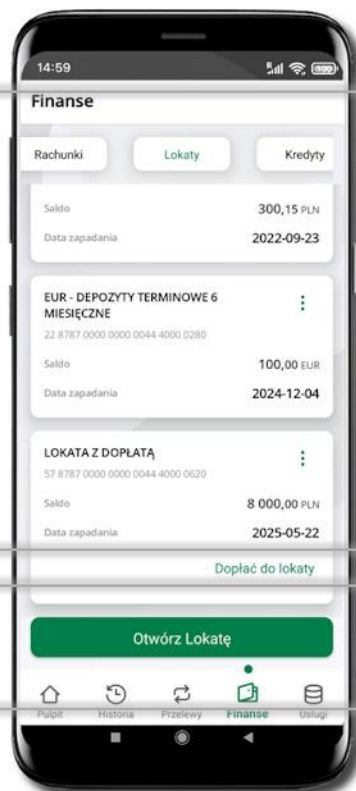 14:59
Finanse
Rachunki Lokaty Kredyty
Saldo 300,15 PLN
Data zapadania 2022-09-23
EUR - DEPOZYTY TERMINOWE 6
MIESIĘCZNE
22 8787 0000 0000 0044 4000 0280
Saldo 100,00 EUR
Data zapadania 2024-12-04
LOKATA Z DOPŁATĄ
57 8787 0000 0000 0044 4000 0620
Saldo 8 000,00 PLN
Data zapadania 2025-05-22
Dopłać do lokaty
Otwórz Lokatę
Pulpit Historia Przelewy Finanse Usługi